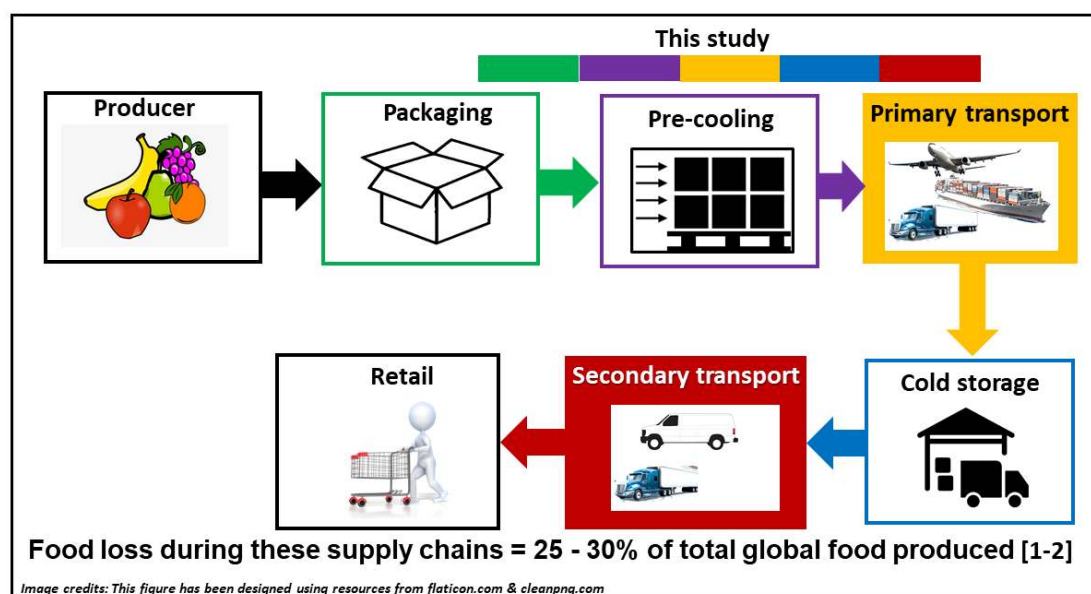 This study
Producer
Packaging
Pre-cooling
Primary transport
Retail
Secondary transport
Cold storage
Food loss during these supply chains = 25 - 30% of total global food produced [1-2]
Image credits: This figure has been designed using resources from flaticon.com & cleanpng.com